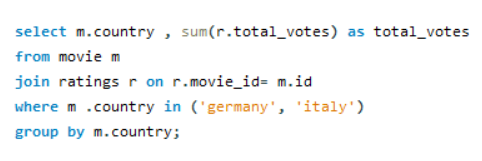 select m.country , sum(r.total_votes) as total_votes
from movie m
join ratings r on r.movie_id= m.id
where m .country in ('germany', 'italy')
group by m.country;